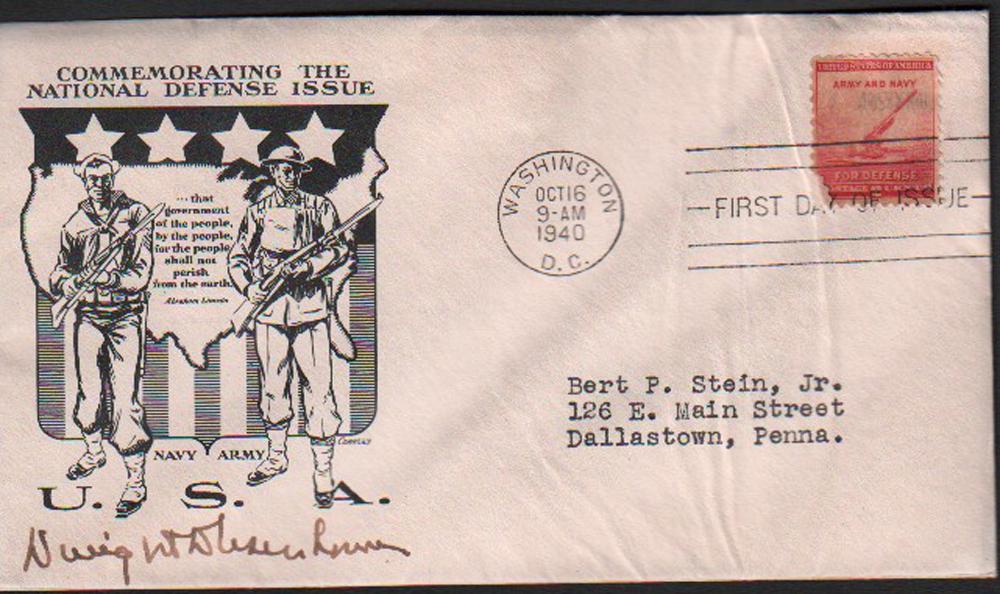 COMMEMORATING THE
NATIONAL DEFENSE ISSUE
...that
government
of the people,
by the people,
for the people
shall not
perish
from the earth.
Abraham Lincoln
NAVY ARMY
U. S. A.
Dwight D Eisenhower
WASHINGTON
OCT 16
9-AM
1940
D.C.
UNITED STATES OF AMERICA
ARMY AND NAVY
FOR DEFENSE
FIRST DAY OF ISSUE
Bert P. Stein, Jr.
126 E. Main Street
Dallastown, Penna.